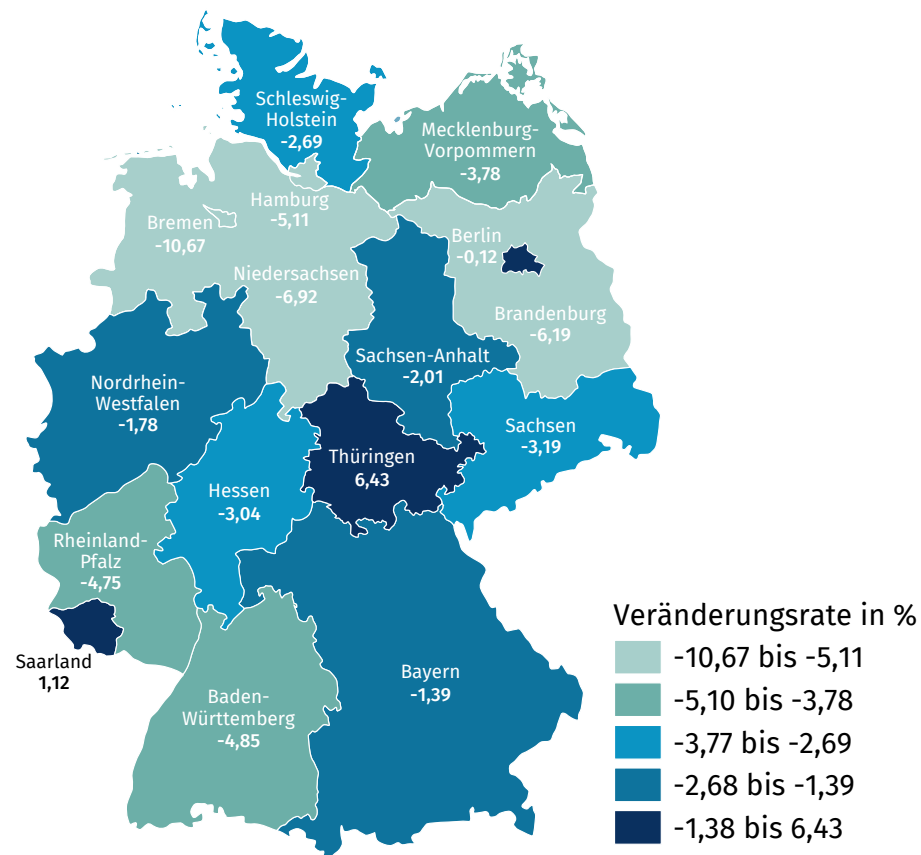 Schleswig-
Holstein
-2,69
Mecklenburg-
Vorpommern
-3,78
Hamburg
-5,11
Bremen
-10,67
Berlin
-0,12
Niedersachsen
-6,92
Brandenburg
-6,19
Sachsen-Anhalt
-2,01
Nordrhein-
Westfalen
-1,78
Sachsen
-3,19
Thüringen
6,43
Hessen
-3,04
Rheinland-
Pfalz
-4,75
Saarland
1,12
Bayern
-1,39
Baden-
Württemberg
-4,85
Veränderungsrate in %
-10,67 bis -5,11
-5,10 bis -3,78
-3,77 bis -2,69
-2,68 bis -1,39
-1,38 bis 6,43